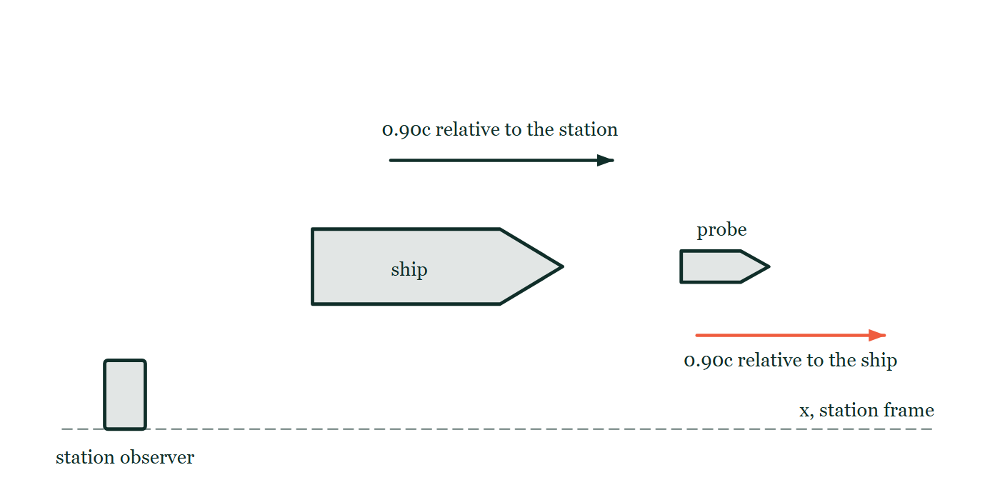 0.90c relative to the station
probe
ship
0.90c relative to the ship
x, station frame
station observer